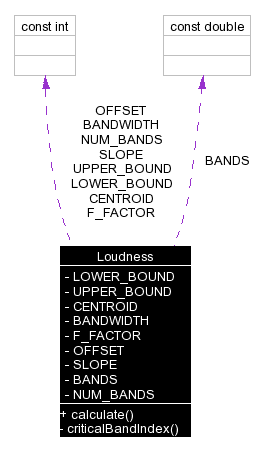 const int
const double
OFFSET
BANDWIDTH
NUM_BANDS
SLOPE
UPPER_BOUND
LOWER_BOUND
CENTROID
F_FACTOR
BANDS
Loudness
- LOWER_BOUND
- UPPER_BOUND
- CENTROID
- BANDWIDTH
- F_FACTOR
- OFFSET
- SLOPE
- BANDS
- NUM_BANDS
+ calculate()
- criticalBandIndex()